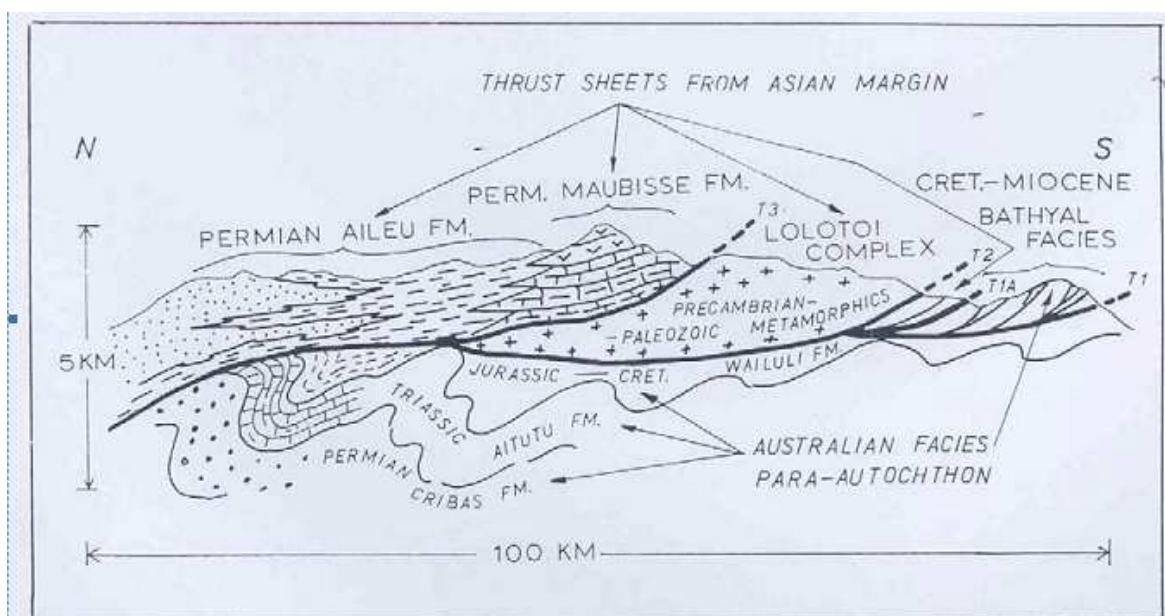 THRUST SHEETS FROM ASIAN MARGIN
N
S
PERM. MAUBISSE FM.
CRET.-MIOCENE
BATHYAL
FACIES
PERMIAN AILEU FM.
T3
LOLOTOI
COMPLEX
T2
T1A
T1
PRECAMBRIAN-
-PALEOZOIC METAMORPHICS
5 KM.
JURASSIC — CRET. WAILULI FM.
TRIASSIC AITUTU FM.
PERMIAN CRIBAS FM.
AUSTRALIAN FACIES
PARA-AUTOCHTHON
100 KM